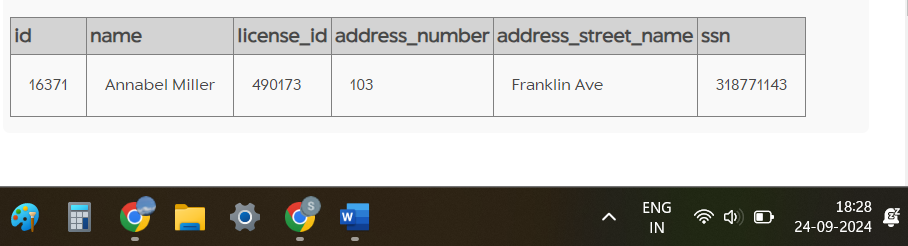 id name license_id address_number address_street_name ssn
16371 Annabel Miller 490173 103 Franklin Ave 318771143
S W ENG 18:28
IN 24-09-2024